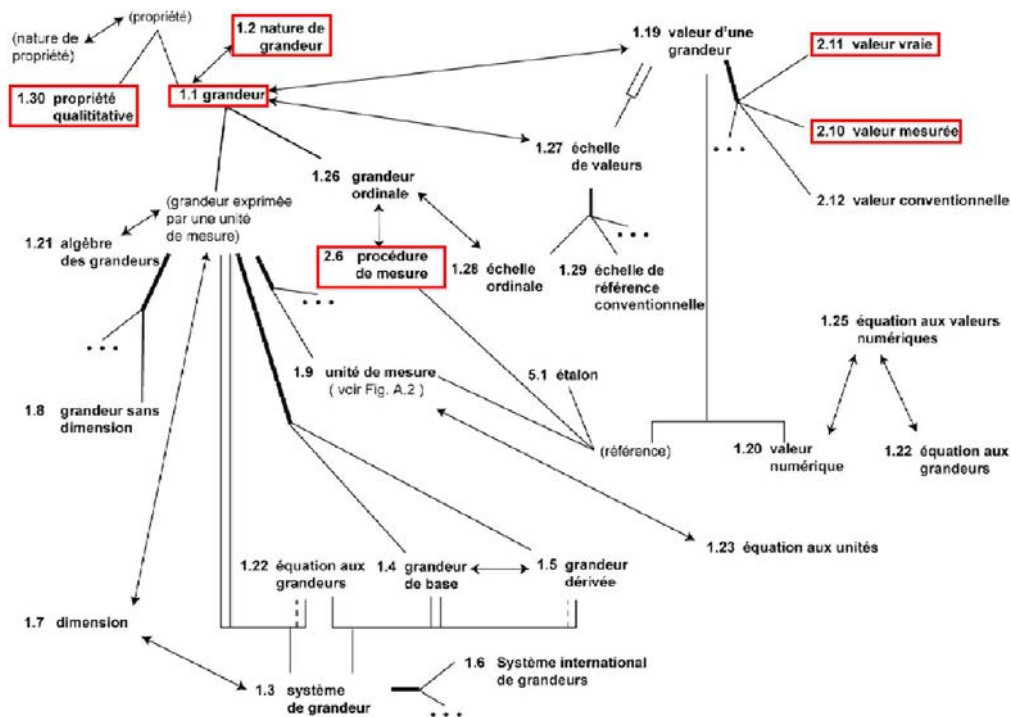 (propriété)
(nature de
propriété)
1.2 nature de
grandeur
1.30 propriété
qualititative
1.1 grandeur
1.19 valeur d'une
grandeur
2.11 valeur vraie
2.10 valeur mesurée
• • •
2.12 valeur conventionnelle
1.27 échelle
de valeurs
1.26 grandeur
ordinale
(grandeur exprimée
par une unité
de mesure)
1.21 algèbre
des grandeurs
2.6 procédure
de mesure
1.28 échelle
ordinale
• • •
1.29 échelle de
référence
conventionnelle
• • •
• • •
1.25 équation aux valeurs
numériques
1.9 unité de mesure
( voir Fig. A.2 )
5.1 étalon
1.8 grandeur sans
dimension
(référence)
1.20 valeur
numérique
1.22 équation aux
grandeurs
1.23 équation aux unités
1.22 équation aux
grandeurs
1.4 grandeur
de base
1.5 grandeur
dérivée
1.7 dimension
1.3 système
de grandeur
1.6 Système international
de grandeurs
• • •